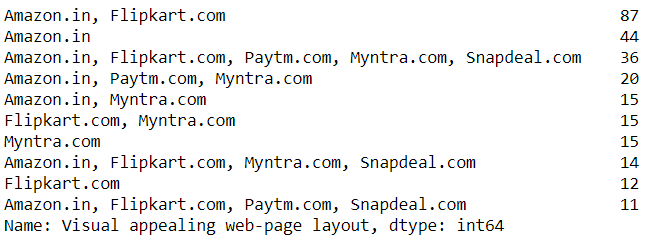 Amazon.in, Flipkart.com 87
Amazon.in 44
Amazon.in, Flipkart.com, Paytm.com, Myntra.com, Snapdeal.com 36
Amazon.in, Paytm.com, Myntra.com 20
Amazon.in, Myntra.com 15
Flipkart.com, Myntra.com 15
Myntra.com 15
Amazon.in, Flipkart.com, Myntra.com, Snapdeal.com 14
Flipkart.com 12
Amazon.in, Flipkart.com, Paytm.com, Snapdeal.com 11
Name: Visual appealing web-page layout, dtype: int64